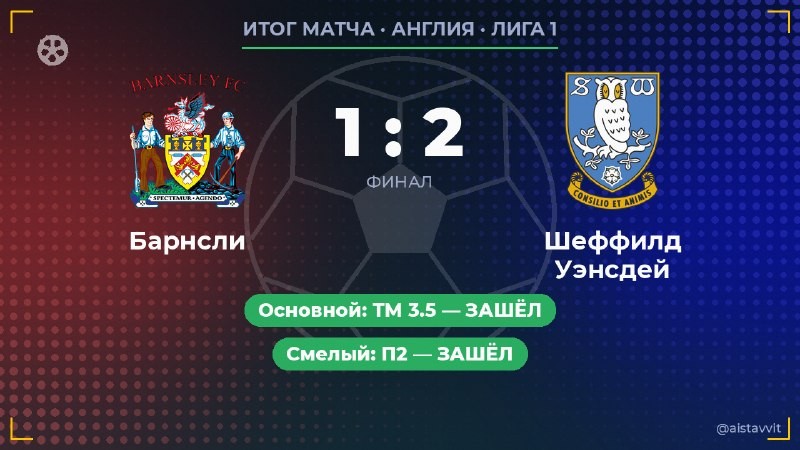 ИТОГ МАТЧА · АНГЛИЯ · ЛИГА 1
BARNSLEY FC
S W
1 : 2
ФИНАЛ
SPECTEMUR · AGENDO
CONSILIO ET ANIMIS
Барнсли
Шеффилд
Уэнсдей
Основной: ТМ 3.5 — ЗАШЁЛ
Смелый: П2 — ЗАШЁЛ
@aistavvit